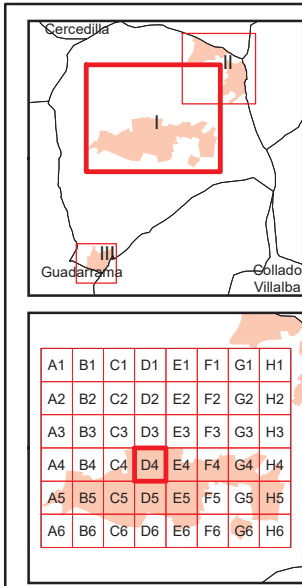 Cercedilla
II
I
III
Guadarrama
Collado
Villalba
A1 B1 C1 D1 E1 F1 G1 H1
A2 B2 C2 D2 E2 F2 G2 H2
A3 B3 C3 D3 E3 F3 G3 H3
A4 B4 C4 D4 E4 F4 G4 H4
A5 B5 C5 D5 E5 F5 G5 H5
A6 B6 C6 D6 E6 F6 G6 H6